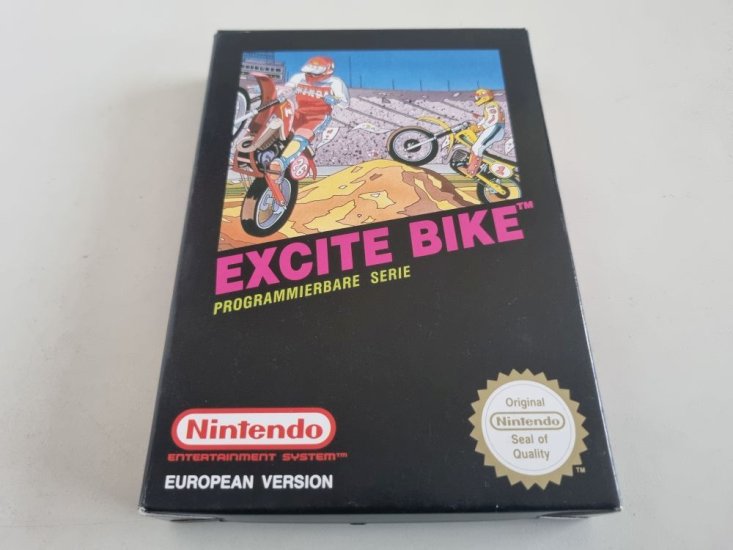 EXCITE BIKE™
PROGRAMMIERBARE SERIE
Nintendo
ENTERTAINMENT SYSTEM™
EUROPEAN VERSION
Original
Nintendo
Seal of
Quality
™